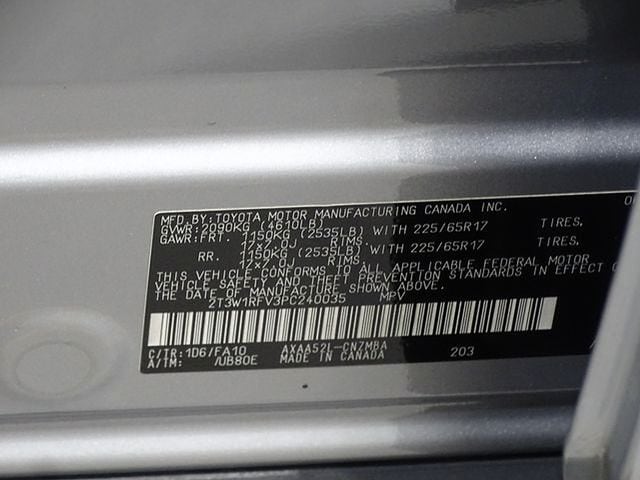 MFD.BY:TOYOTA MOTOR MANUFACTURING CANADA INC.
GVWR:2090KG (4610LB)
GAWR:FRT. 1150KG (2535LB) WITH 225/65R17 TIRES,
17x7.0J RIMS.
RR. 1150KG (2535LB) WITH 225/65R17 TIRES,
17x7.0J RIMS.
THIS VEHICLE CONFORMS TO ALL APPLICABLE FEDERAL MOTOR
VEHICLE SAFETY AND THEFT PREVENTION STANDARDS IN EFFECT
DATE OF MANUFACTURE SHOWN ABOVE.
2T3W1RFV3PC240035 MPV
C/TR:1D6/FA10 AXAA52L-CNZMBA 203
A/TM: /UB80E MADE IN CANADA